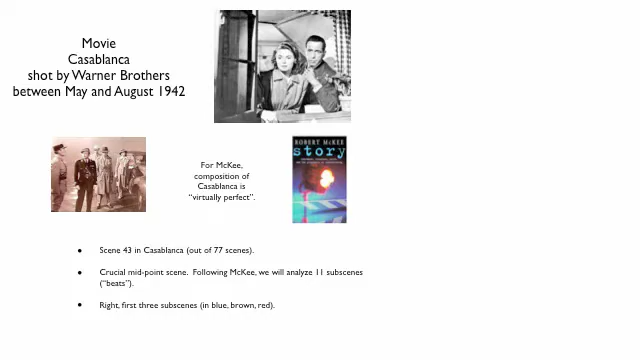 Movie
Casablanca
shot by Warner Brothers
between May and August 1942
For McKee,
composition of
Casablanca is
“virtually perfect”.
ROBERT McKEE
story
• Scene 43 in Casablanca (out of 77 scenes).
• Crucial mid-point scene. Following McKee, we will analyze 11 subscenes
(“beats”).
• Right, first three subscenes (in blue, brown, red).